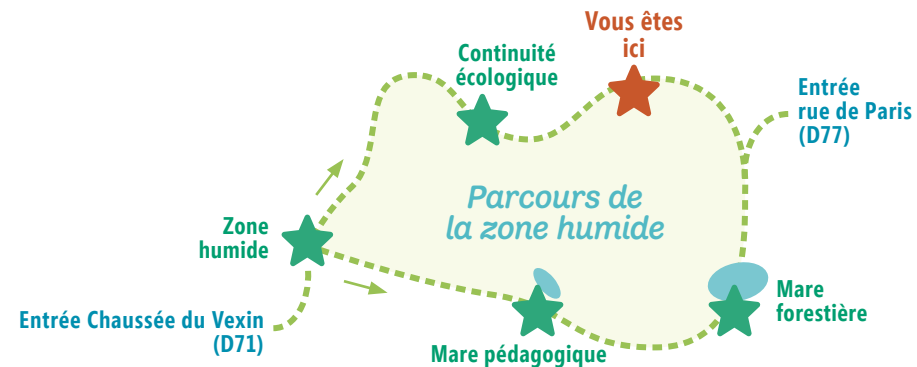 Vous êtes
ici
Continuité
écologique
Entrée
rue de Paris
(D77)
Parcours de
la zone humide
Zone
humide
Mare
forestière
Entrée Chaussée du Vexin
(D71)
Mare pédagogique